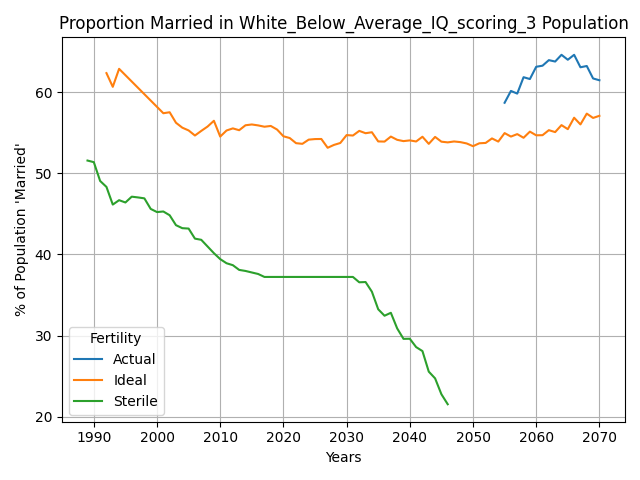 Proportion Married in White_Below_Average_IQ_scoring_3 Population
% of Population 'Married'
60
50
40
30
20
Fertility
Actual
Ideal
Sterile
1990 2000 2010 2020 2030 2040 2050 2060 2070
Years